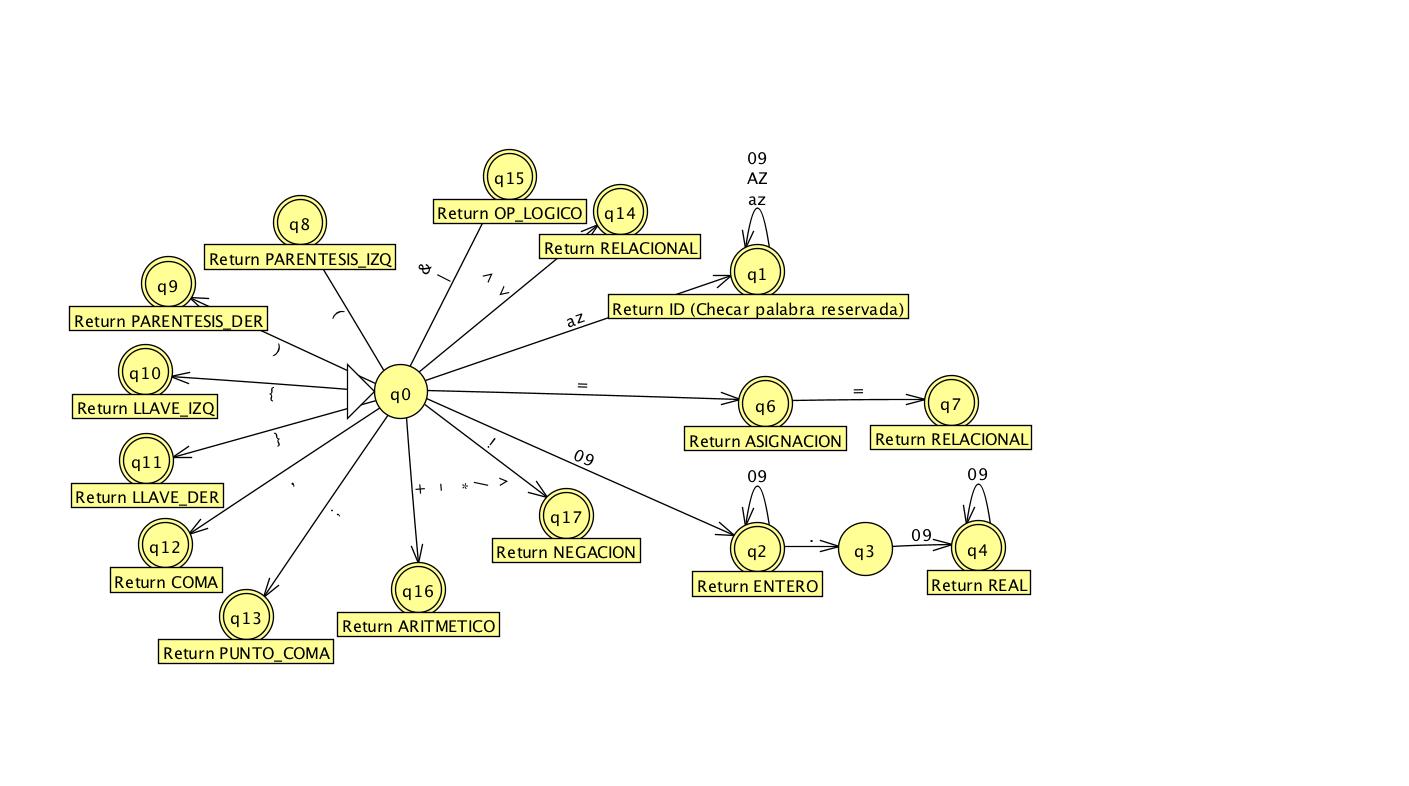 q15
Return OP_LOGICO
q8
Return PARENTESIS_IZQ
q14
Return RELACIONAL
09
AZ
az
q1
Return ID (Checar palabra reservada)
q9
Return PARENTESIS_DER
&
|
>
<
az
(
)
q10
Return LLAVE_IZQ
{
q0
=
q6
Return ASIGNACION
=
q7
Return RELACIONAL
}
q11
Return LLAVE_DER
,
;
+
-
*
!
09
q12
Return COMA
q13
Return PUNTO_COMA
q16
Return ARITMETICO
q17
Return NEGACION
09
q2
Return ENTERO
.
q3
09
09
q4
Return REAL